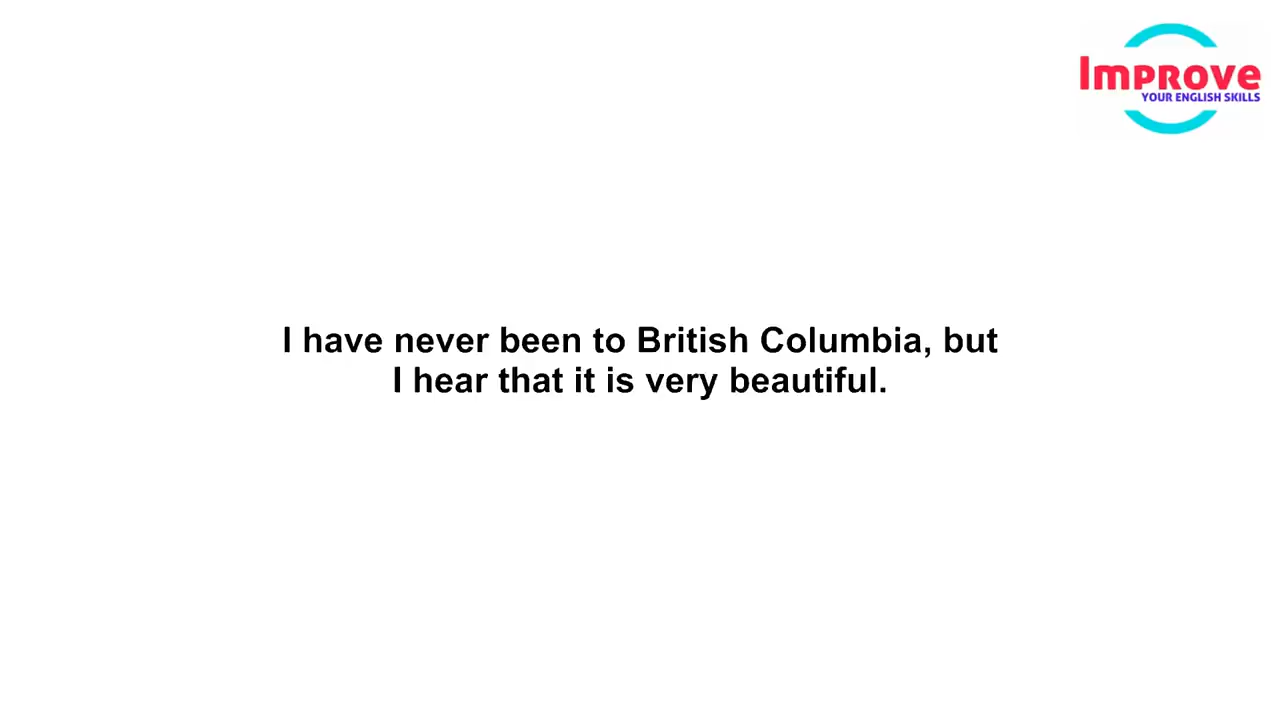 Improve
YOUR ENGLISH SKILLS
I have never been to British Columbia, but
I hear that it is very beautiful.